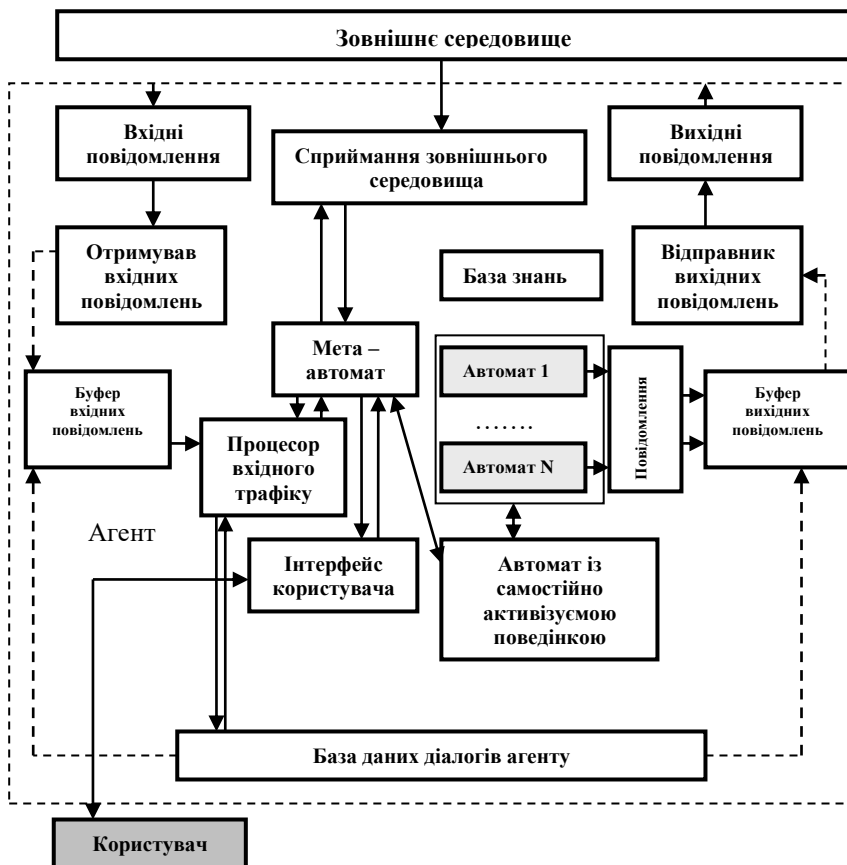 Зовнішнє середовище
Вхідні
повідомлення
Сприймання зовнішнього
середовища
Вихідні
повідомлення
Отримував
вхідних
повідомлень
База знань
Відправник
вихідних
повідомлень
Мета –
автомат
Автомат 1
.......
Автомат N
Повідомлення
Буфер
вхідних
повідомлень
Буфер
вихідних
повідомлень
Процесор
вхідного
трафіку
Агент
Інтерфейс
користувача
Автомат із
самостійно
активізуємою
поведінкою
База даних діалогів агенту
Користувач